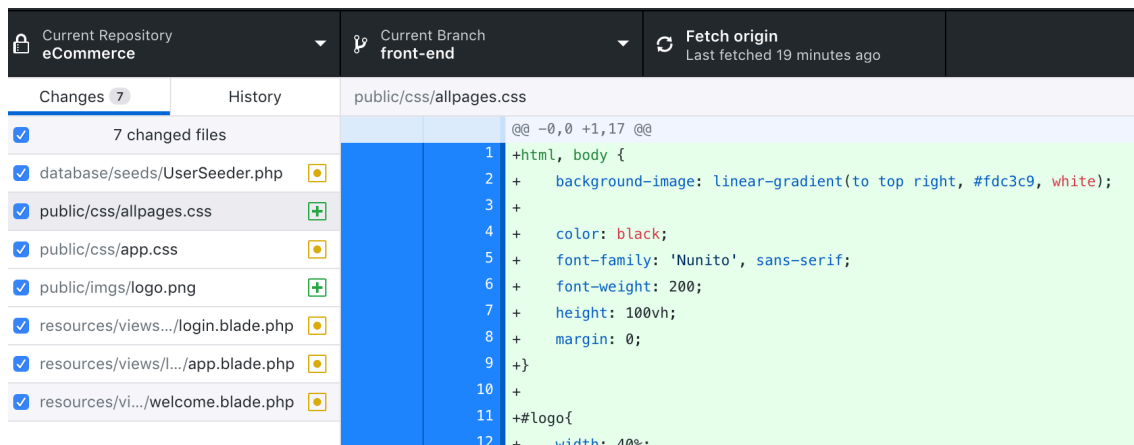 Current Repository
eCommerce
Current Branch
front-end
Fetch origin
Last fetched 19 minutes ago
Changes 7
History
public/css/allpages.css
7 changed files
database/seeds/UserSeeder.php
public/css/allpages.css
public/css/app.css
public/imgs/logo.png
resources/views.../login.blade.php
resources/views/l.../app.blade.php
resources/vi.../welcome.blade.php
@@ -0,0 +1,17 @@
1 +html, body {
2 +    background-image: linear-gradient(to top right, #fdc3c9, white);
3 +
4 +    color: black;
5 +    font-family: 'Nunito', sans-serif;
6 +    font-weight: 200;
7 +    height: 100vh;
8 +    margin: 0;
9 +}
10 +
11 +#logo{
12 +    width: 40%;